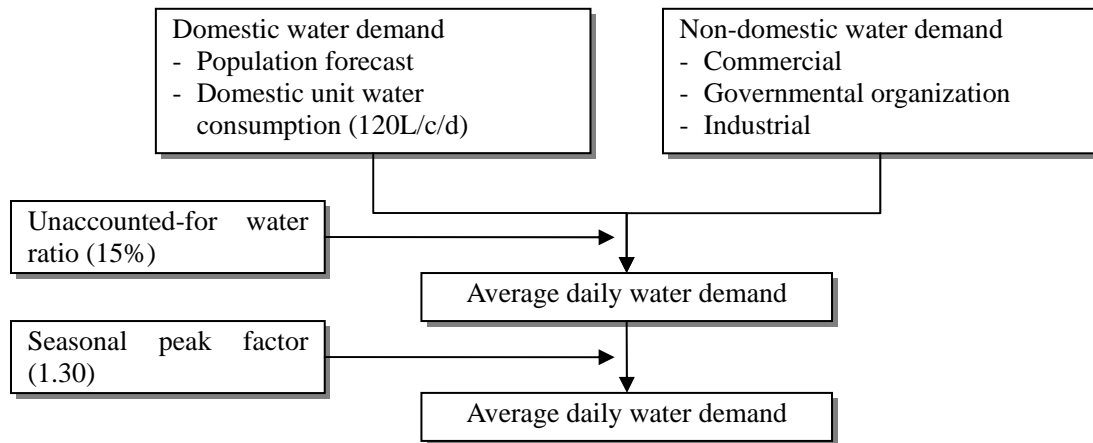 Domestic water demand
- Population forecast
- Domestic unit water
consumption (120L/c/d)
Non-domestic water demand
- Commercial
- Governmental organization
- Industrial
Unaccounted-for water
ratio (15%)
Average daily water demand
Seasonal peak factor
(1.30)
Average daily water demand